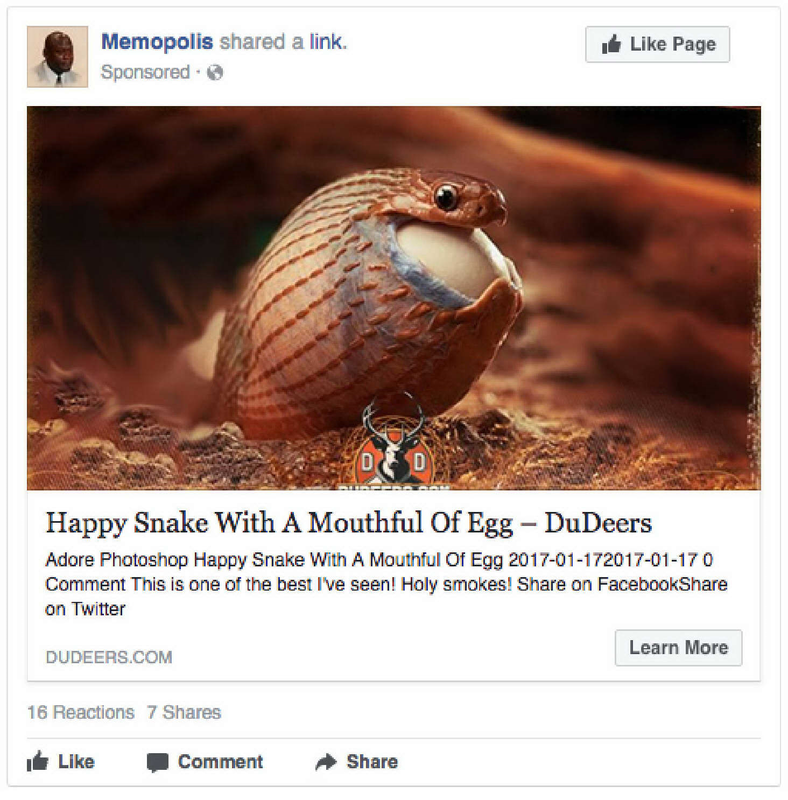 Memopolis shared a link.
Like Page
Sponsored ·
D D
DUDEERS.COM
Happy Snake With A Mouthful Of Egg – DuDeers
Adore Photoshop Happy Snake With A Mouthful Of Egg 2017-01-172017-01-17 0
Comment This is one of the best I've seen! Holy smokes! Share on FacebookShare
on Twitter
DUDEERS.COM
Learn More
16 Reactions 7 Shares
Like Comment Share